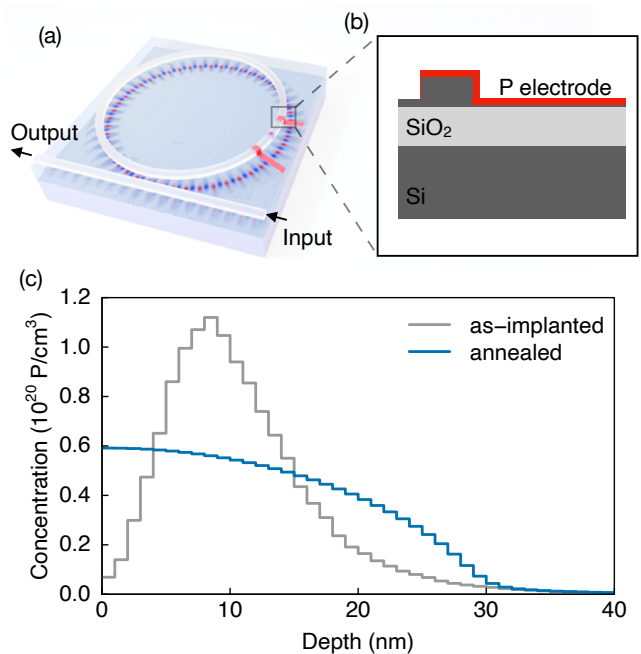 (a)
Output
Input
(b)
P electrode
SiO₂
Si
(c)
1.2
1.0
0.8
0.6
0.4
0.2
0.0
Concentration (10²⁰ P/cm³)
as−implanted
annealed
0
10
20
30
40
Depth (nm)